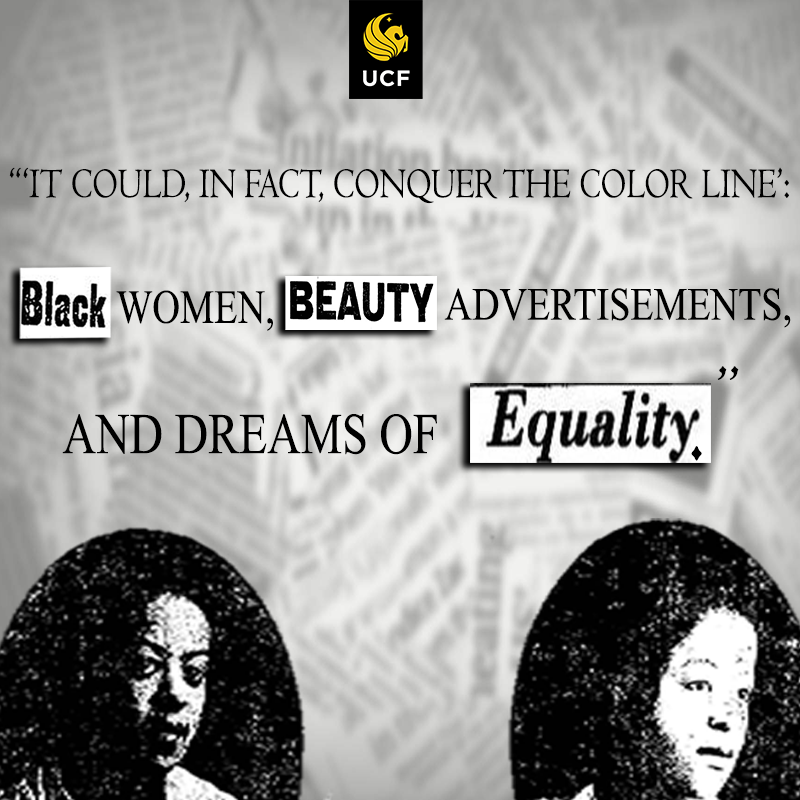 UCF
“‘IT COULD, IN FACT, CONQUER THE COLOR LINE’:
Black WOMEN, BEAUTY ADVERTISEMENTS,
AND DREAMS OF Equality.”